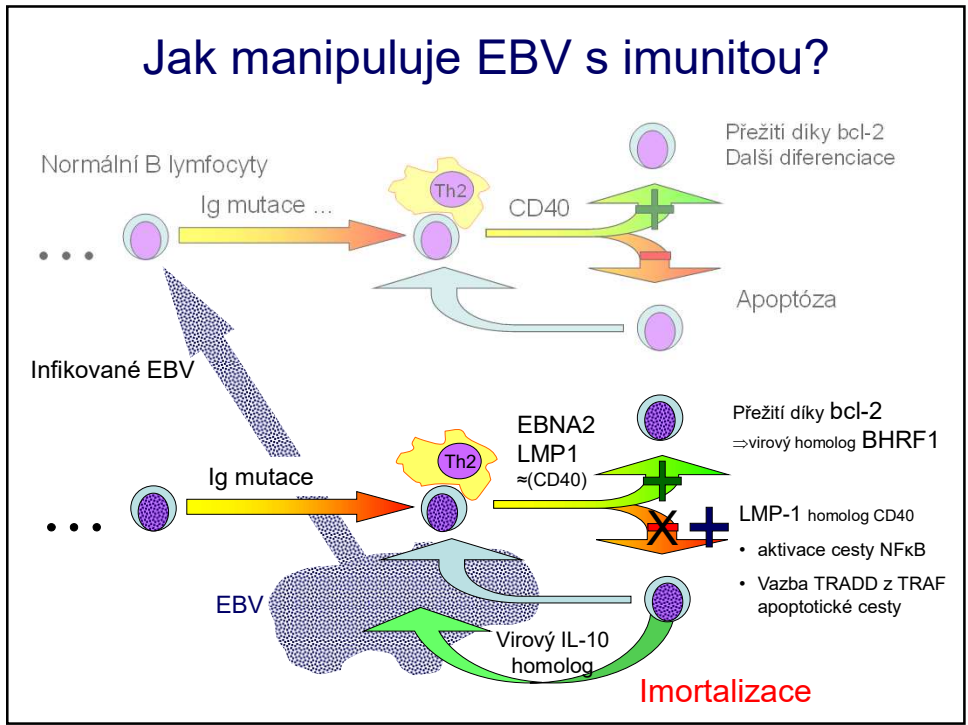 Jak manipuluje EBV s imunitou?
Normální B lymfocyty
Ig mutace ...
Th2
CD40
Přežití díky bcl-2
Další diferenciace
• • •
Apoptóza
Infikované EBV
Ig mutace
Th2
EBNA2
LMP1
≈(CD40)
Přežití díky bcl-2
⇒virový homolog BHRF1
• • •
X
LMP-1 homolog CD40
• aktivace cesty NFκB
• Vazba TRADD z TRAF
apoptotické cesty
EBV
Virový IL-10
homolog
Imortalizace